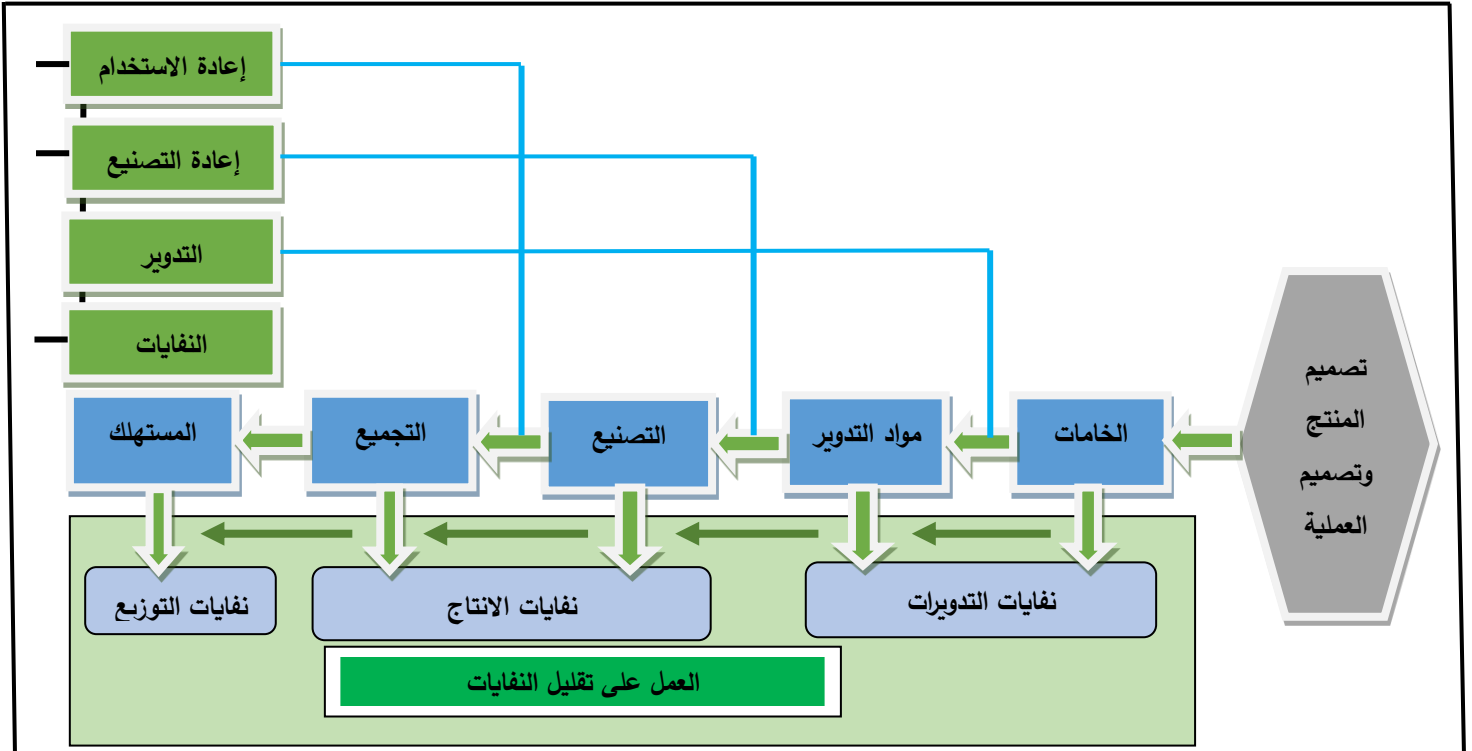 إعادة الاستخدام
إعادة التصنيع
التدوير
النفايات
تصميم
المنتج
وتصميم
العملية
الخامات
مواد التدوير
التصنيع
التجميع
المستهلك
نفايات التدويرات
نفايات الانتاج
نفايات التوزيع
العمل على تقليل النفايات